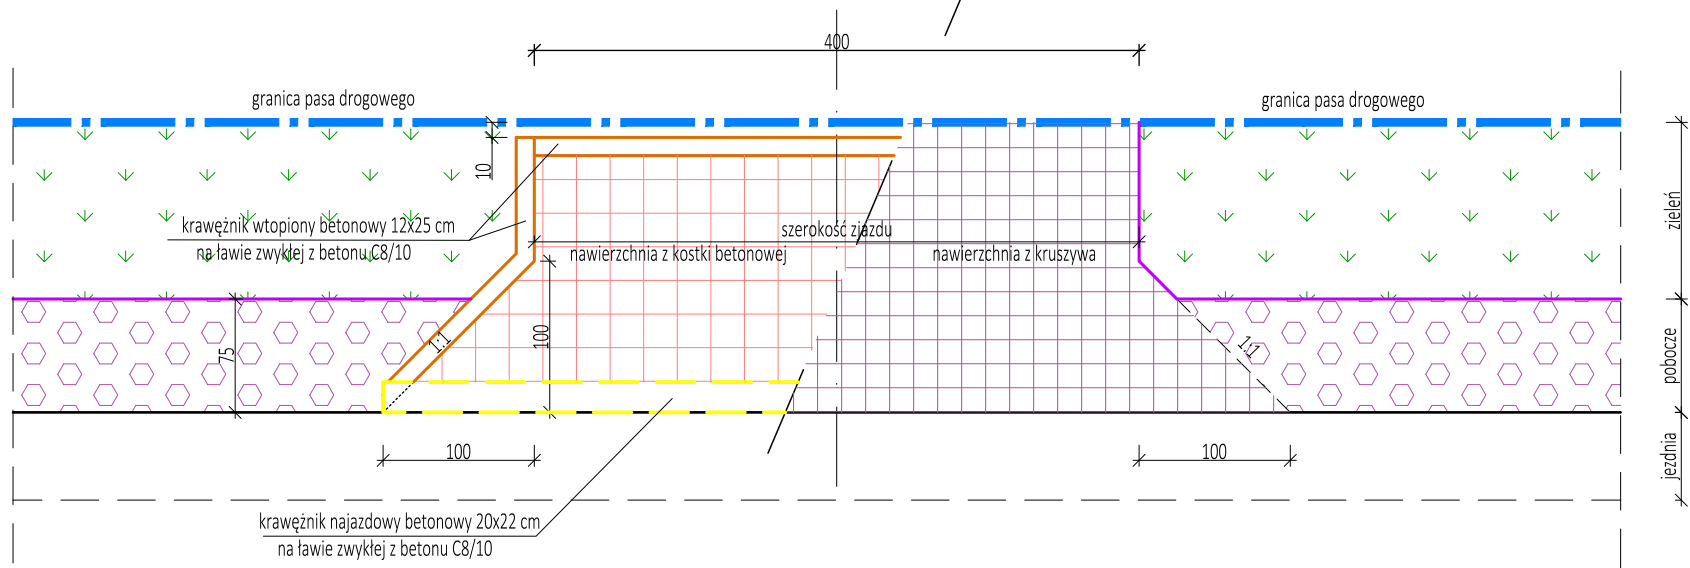 400
granica pasa drogowego
granica pasa drogowego
10
krawężnik wtopiony betonowy 12x25 cm
na ławie zwykłej z betonu C8/10
szerokość zjazdu
nawierzchnia z kostki betonowej
nawierzchnia z kruszywa
zieleń
75
1:1
100
1:1
pobocze
100
100
jezdnia
krawężnik najazdowy betonowy 20x22 cm
na ławie zwykłej z betonu C8/10